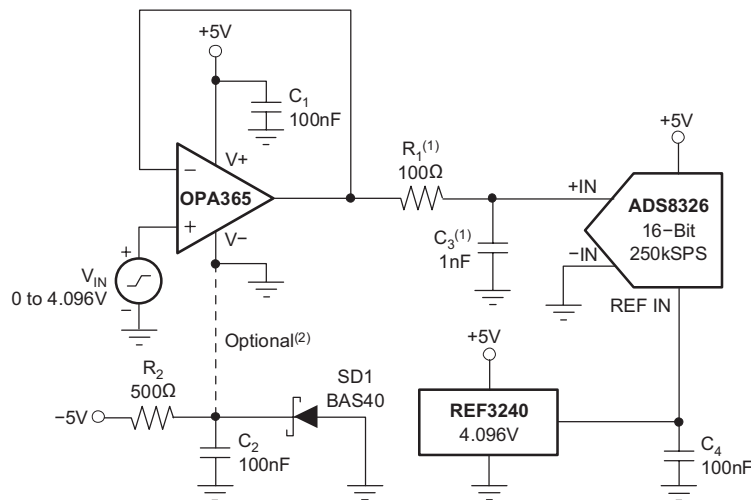 +5V
C1
100nF
V+
−
OPA365
+
V−
R1(1)
100Ω
C3(1)
1nF
+5V
+IN
ADS8326
16−Bit
250kSPS
−IN
REF IN
+
VIN
0 to 4.096V
−
Optional(2)
R2
500Ω
−5V
C2
100nF
SD1
BAS40
+5V
REF3240
4.096V
C4
100nF